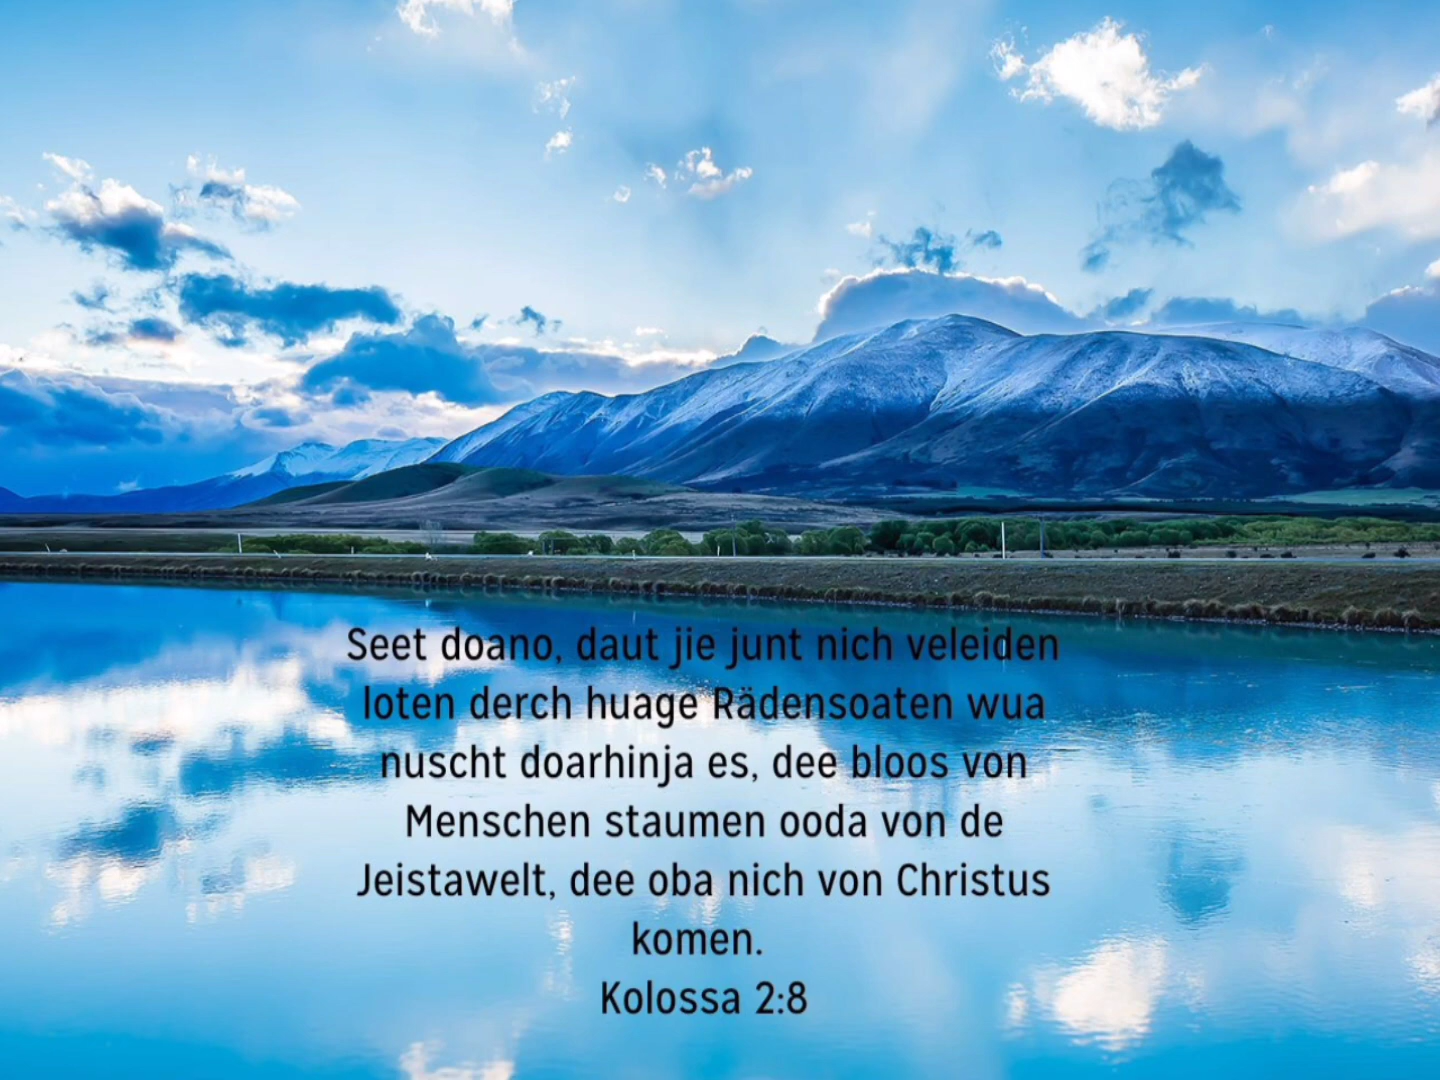 Seet doano, daut jie junt nich veleiden
loten derch huage Rädensoaten wua
nuscht doarhinja es, dee bloos von
Menschen staumen ooda von de
Jeistawelt, dee oba nich von Christus
komen.
Kolossa 2:8